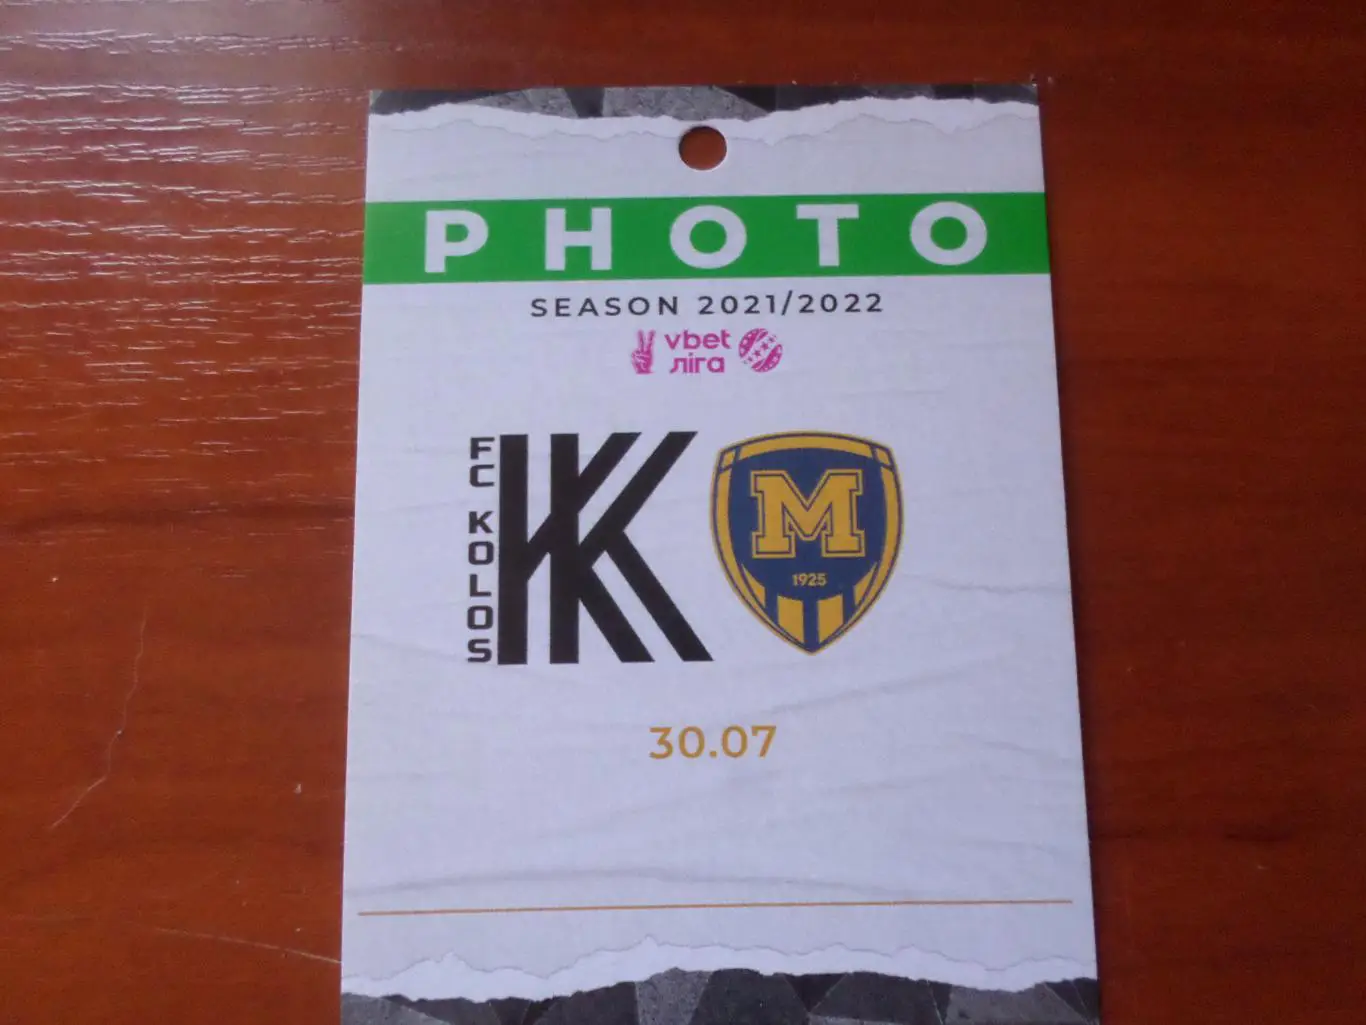 PHOTO
SEASON 2021/2022
vbet
ліга
FC KOLOS
M
1925
30.07